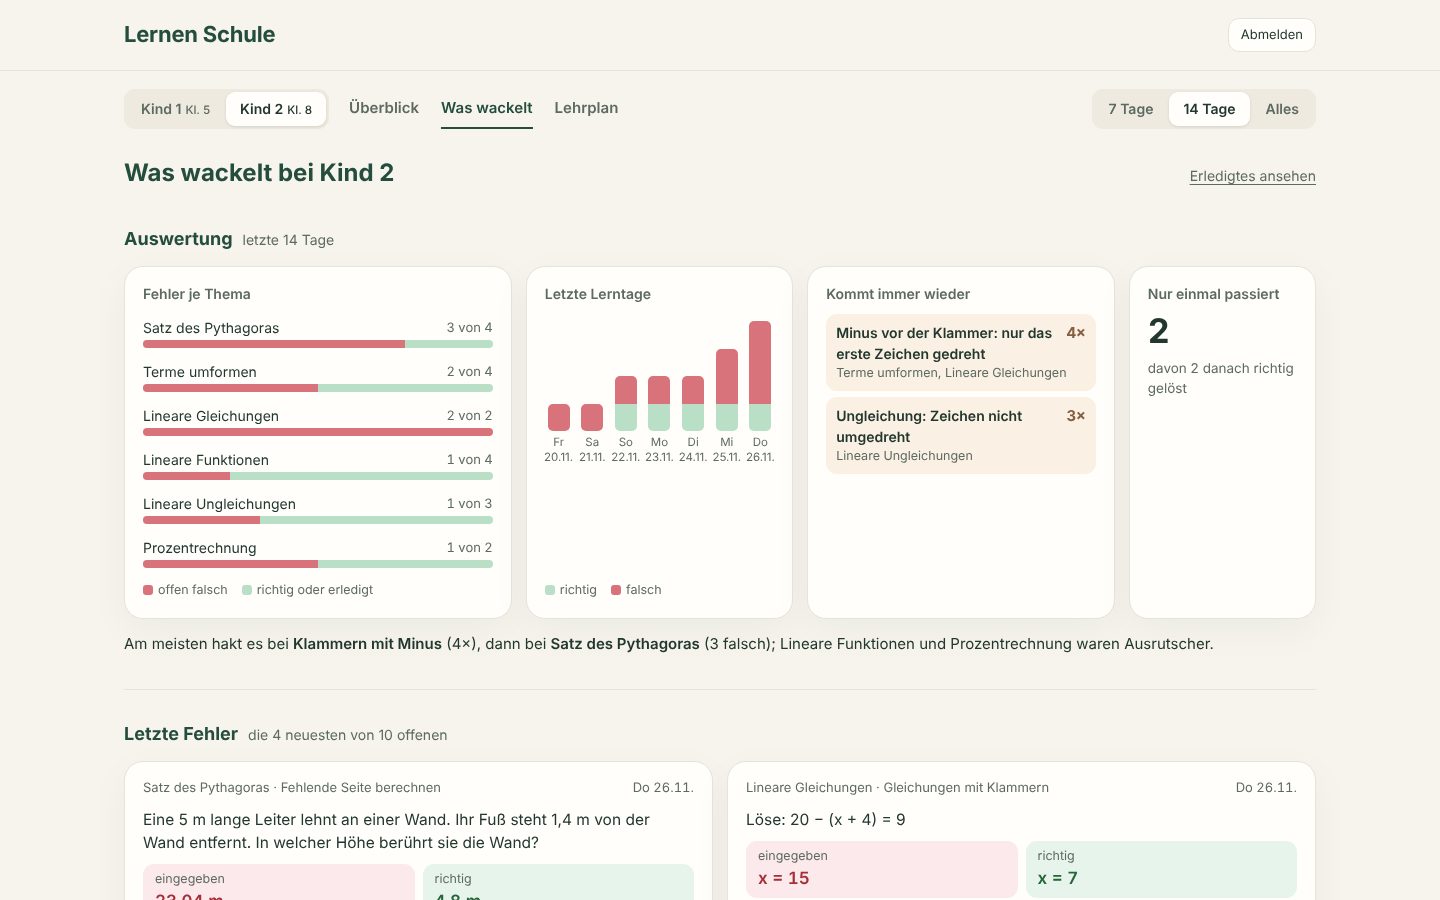 Lernen Schule
Abmelden
Kind 1 Kl. 5
Kind 2 Kl. 8
Überblick
Was wackelt
Lehrplan
7 Tage
14 Tage
Alles
Was wackelt bei Kind 2
Erledigtes ansehen
Auswertung letzte 14 Tage
Fehler je Thema
Satz des Pythagoras 3 von 4
Terme umformen 2 von 4
Lineare Gleichungen 2 von 2
Lineare Funktionen 1 von 4
Lineare Ungleichungen 1 von 3
Prozentrechnung 1 von 2
offen falsch richtig oder erledigt
Letzte Lerntage
Fr Sa So Mo Di Mi Do
20.11. 21.11. 22.11. 23.11. 24.11. 25.11. 26.11.
richtig falsch
Kommt immer wieder
Minus vor der Klammer: nur das 4×
erste Zeichen gedreht
Terme umformen, Lineare Gleichungen
Ungleichung: Zeichen nicht 3×
umgedreht
Lineare Ungleichungen
Nur einmal passiert
2
davon 2 danach richtig
gelöst
Am meisten hakt es bei Klammern mit Minus (4×), dann bei Satz des Pythagoras (3 falsch); Lineare Funktionen und Prozentrechnung waren Ausrutscher.
Letzte Fehler die 4 neuesten von 10 offenen
Satz des Pythagoras · Fehlende Seite berechnen Do 26.11.
Eine 5 m lange Leiter lehnt an einer Wand. Ihr Fuß steht 1,4 m von der
Wand entfernt. In welcher Höhe berührt sie die Wand?
eingegeben
23,04 m
richtig
4,8 m
Lineare Gleichungen · Gleichungen mit Klammern Do 26.11.
Löse: 20 − (x + 4) = 9
eingegeben
x = 15
richtig
x = 7